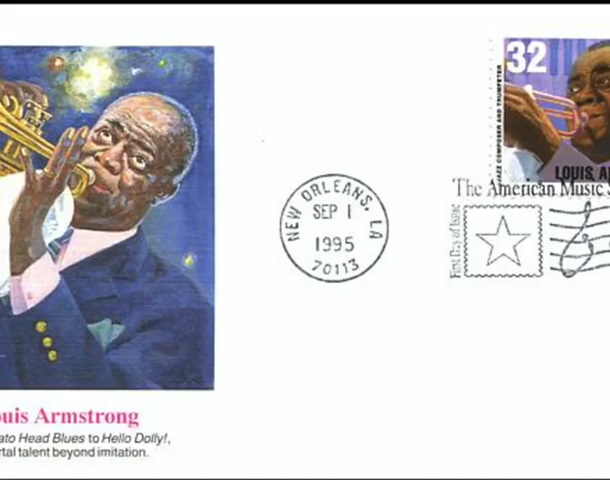 32
JAZZ COMPOSER AND TRUMPETER
LOUIS A
The American Music S
First Day of Issue
NEW ORLEANS, LA
SEP 1
1995
70113
ouis Armstrong
ato Head Blues to Hello Dolly!,
rtal talent beyond imitation.